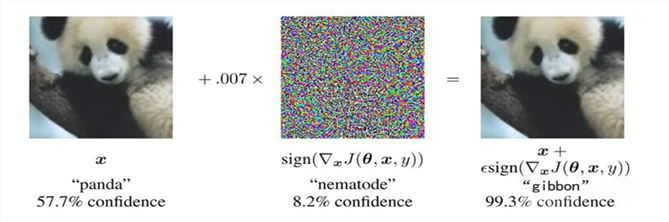 + .007 ×
=
x
sign(∇ₓJ(θ, x, y))
x +
ϵsign(∇ₓJ(θ, x, y))
“panda”
“nematode”
“gibbon”
57.7% confidence
8.2% confidence
99.3% confidence